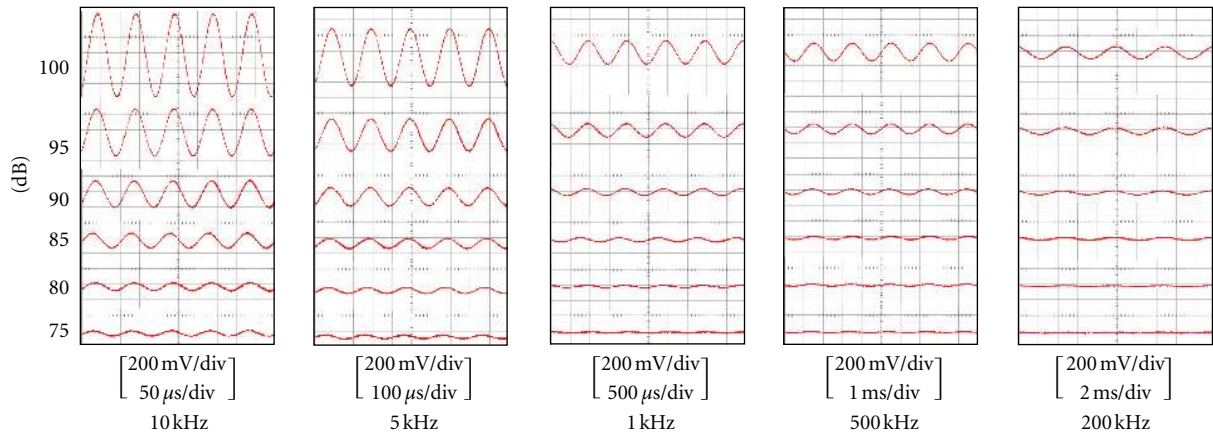 (dB)
100
95
90
85
80
75
200 mV/div
50 μs/div
10 kHz
200 mV/div
100 μs/div
5 kHz
200 mV/div
500 μs/div
1 kHz
200 mV/div
1 ms/div
500 kHz
200 mV/div
2 ms/div
200 kHz